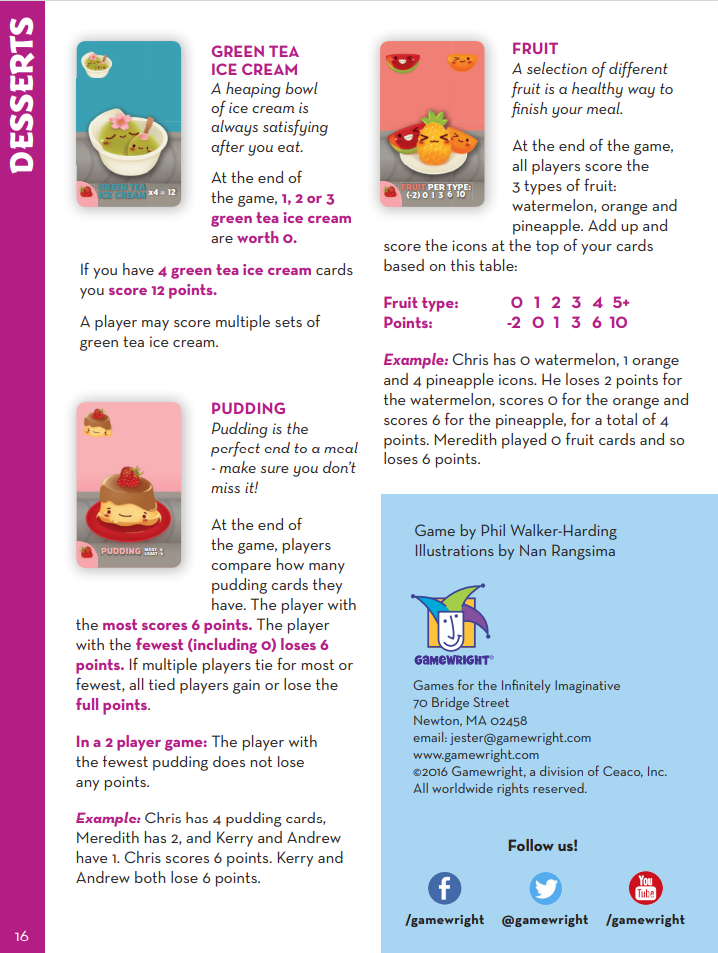 DESSERTS
GREEN TEA
ICE CREAM x4 = 12
GREEN TEA
ICE CREAM
A heaping bowl
of ice cream is
always satisfying
after you eat.
At the end of
the game, 1, 2 or 3
green tea ice cream
are worth 0.
If you have 4 green tea ice cream cards
you score 12 points.
A player may score multiple sets of
green tea ice cream.
PUDDING MOST 6
LEAST -6
PUDDING
Pudding is the
perfect end to a meal
- make sure you don't
miss it!
At the end of
the game, players
compare how many
pudding cards they
have. The player with
the most scores 6 points. The player
with the fewest (including 0) loses 6
points. If multiple players tie for most or
fewest, all tied players gain or lose the
full points.
In a 2 player game: The player with
the fewest pudding does not lose
any points.
Example: Chris has 4 pudding cards,
Meredith has 2, and Kerry and Andrew
have 1. Chris scores 6 points. Kerry and
Andrew both lose 6 points.
16
FRUIT PER TYPE:
(-2) 0 1 3 6 10
FRUIT
A selection of different
fruit is a healthy way to
finish your meal.
At the end of the game,
all players score the
3 types of fruit:
watermelon, orange and
pineapple. Add up and
score the icons at the top of your cards
based on this table:
Fruit type: 0 1 2 3 4 5+
Points: -2 0 1 3 6 10
Example: Chris has 0 watermelon, 1 orange
and 4 pineapple icons. He loses 2 points for
the watermelon, scores 0 for the orange and
scores 6 for the pineapple, for a total of 4
points. Meredith played 0 fruit cards and so
loses 6 points.
Game by Phil Walker-Harding
Illustrations by Nan Rangsima
GAMEWRIGHT®
Games for the Infinitely Imaginative
70 Bridge Street
Newton, MA 02458
email: jester@gamewright.com
www.gamewright.com
©2016 Gamewright, a division of Ceaco, Inc.
All worldwide rights reserved.
Follow us!
You
Tube
/gamewright @gamewright /gamewright